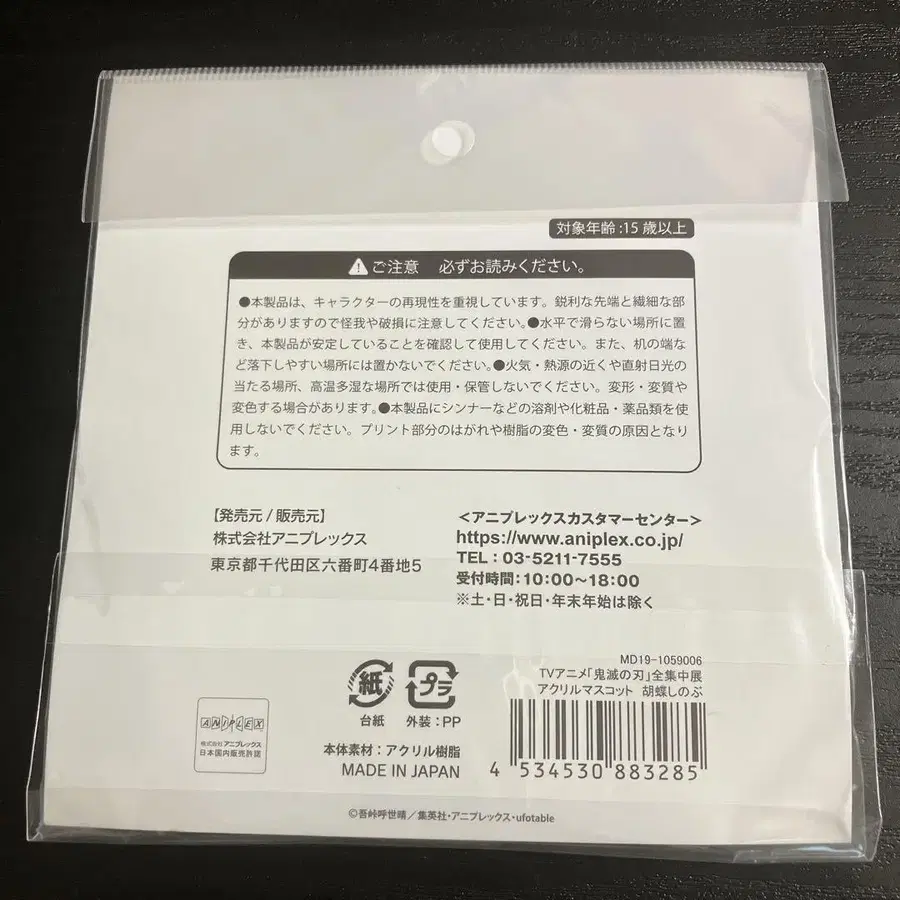 対象年齢:15歳以上
ご注意 必ずお読みください。
●本製品は、キャラクターの再現性を重視しています。鋭利な先端と繊細な部
分がありますので怪我や破損に注意してください。●水平で滑らない場所に置
き、本製品が安定していることを確認して使用してください。また、机の端な
ど落下しやすい場所には置かないでください。●火気・熱源の近くや直射日光の
当たる場所、高温多湿な場所では使用・保管しないでください。変形・変質や
変色する場合があります。●本製品にシンナーなどの溶剤や化粧品・薬品類を使
用しないでください。プリント部分のはがれや樹脂の変色・変質の原因となり
ます。
【発売元/販売元】
株式会社アニプレックス
東京都千代田区六番町4番地5
<アニプレックスカスタマーセンター>
https://www.aniplex.co.jp/
TEL:03-5211-7555
受付時間:10:00~18:00
※土・日・祝日・年末年始は除く
MD19-1059006
TVアニメ「鬼滅の刃」全集中展
アクリルマスコット 胡蝶しのぶ
紙
台紙
プラ
外装:PP
本体素材:アクリル樹脂
MADE IN JAPAN
4 534530 883285
ANIPLEX
株式会社アニプレックス
日本国内販売許諾
©吾峠呼世晴/集英社・アニプレックス・ufotable